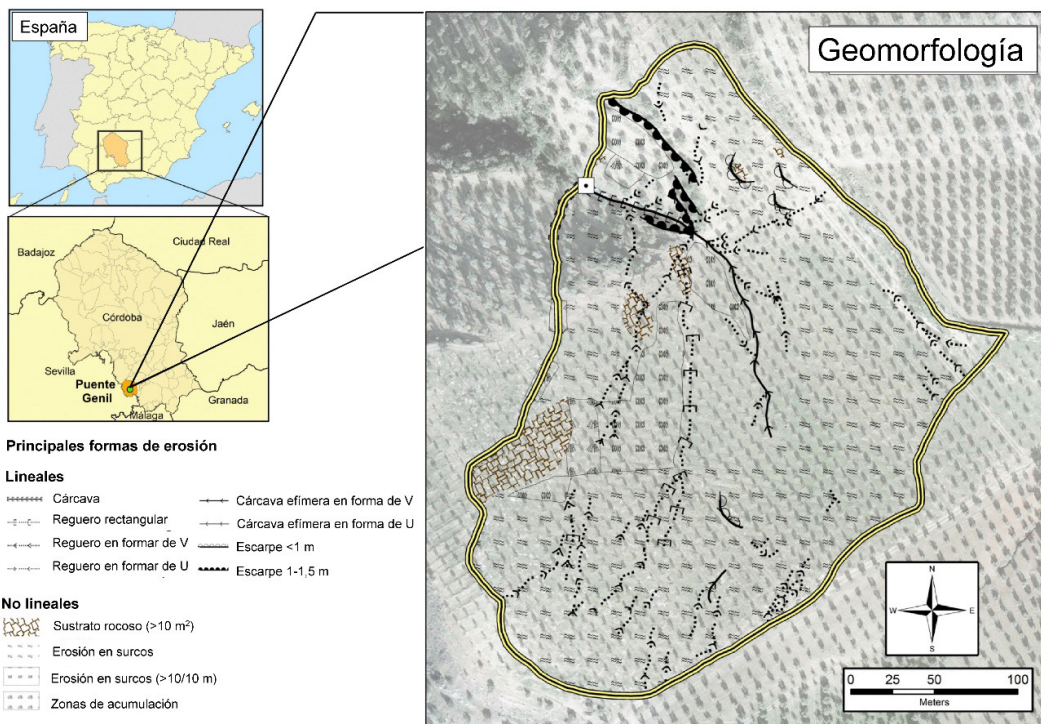 España
Geomorfología
Badajoz
Ciudad Real
Córdoba
Jaén
Sevilla
Puente
Genil
Granada
Málaga
Principales formas de erosión
Lineales
Cárcava
Reguero rectangular
Reguero en formar de V
Reguero en formar de U
Cárcava efímera en forma de V
Cárcava efímera en forma de U
Escarpe <1 m
Escarpe 1-1,5 m
No lineales
Sustrato rocoso (>10 m²)
Erosión en surcos
Erosión en surcos (>10/10 m)
Zonas de acumulación
N
W
E
S
0 25 50 100
Meters